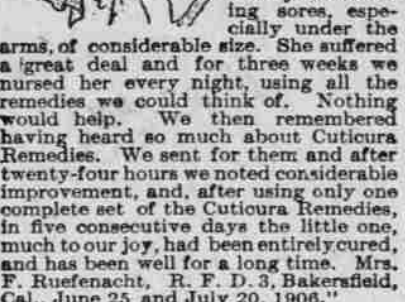 ing sores, espe-
cially under the
arms, of considerable size. She suffered
a great deal and for three weeks we
nursed her every night, using all the
remedies we could think of. Nothing
would help. We then remembered
having heard so much about Cuticura
Remedies. We sent for them and after
twenty-four hours we noted considerable
improvement, and, after using only one
complete set of the Cuticura Remedies,
in five consecutive days the little one,
much to our joy, had been entirely cured,
and has been well for a long time. Mrs.
F. Ruefenacht, R. F. D. 3, Bakersfield,
Cal., June 25 and July 20, 1906."